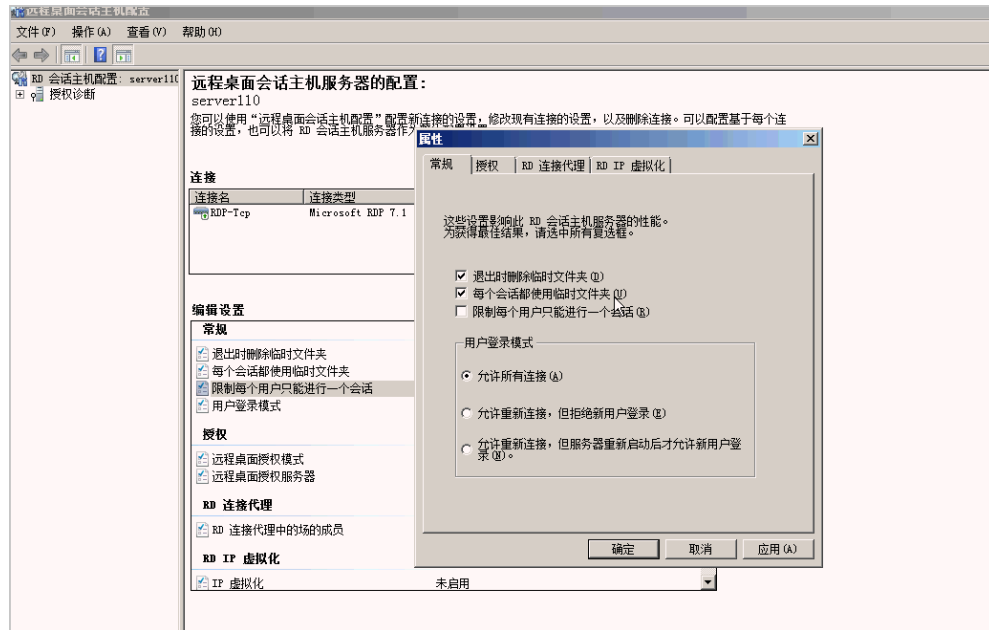 远程桌面会话主机配置
文件(F) 操作(A) 查看(V) 帮助(H)
RD 会话主机配置: server110
授权诊断
远程桌面会话主机服务器的配置:
server110
您可以使用“远程桌面会话主机配置”配置新连接的设置，修改现有连接的设置，以及删除连接。可以配置基于每个连
接的设置，也可以将 RD 会话主机服务器作为
连接
连接名 连接类型
RDP-Tcp Microsoft RDP 7.1
编辑设置
常规
退出时删除临时文件夹
每个会话都使用临时文件夹
限制每个用户只能进行一个会话
用户登录模式
授权
远程桌面授权模式
远程桌面授权服务器
RD 连接代理
RD 连接代理中的场的成员
RD IP 虚拟化
IP 虚拟化 未启用
属性
常规 授权 RD 连接代理 RD IP 虚拟化
这些设置影响此 RD 会话主机服务器的性能。
为获得最佳结果，请选中所有复选框。
退出时删除临时文件夹(D)
每个会话都使用临时文件夹(U)
限制每个用户只能进行一个会话(R)
用户登录模式
允许所有连接(A)
允许重新连接，但拒绝新用户登录(E)
允许重新连接，但服务器重新启动后才允许新用户登
录(N)。
确定 取消 应用(A)